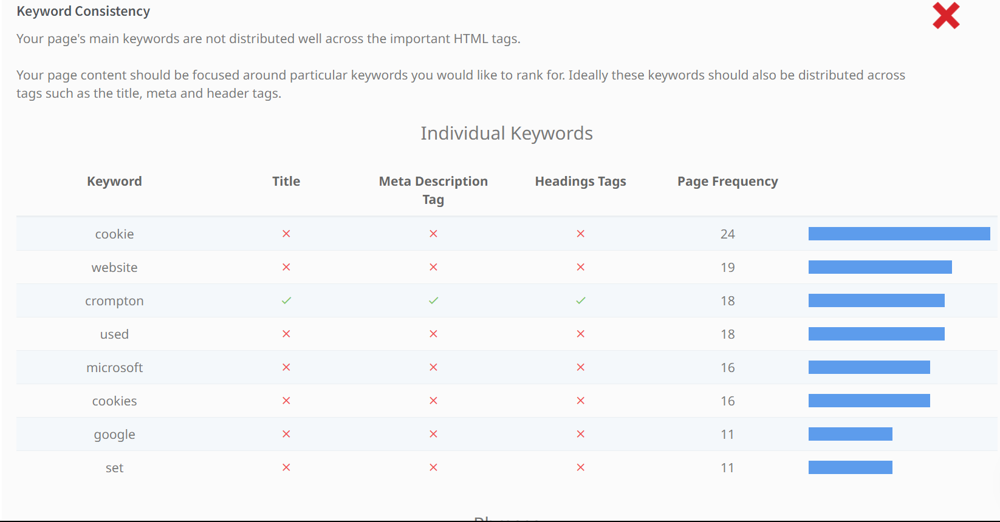 Keyword Consistency
Your page's main keywords are not distributed well across the important HTML tags.
Your page content should be focused around particular keywords you would like to rank for. Ideally these keywords should also be distributed across
tags such as the title, meta and header tags.
Individual Keywords
Keyword Title Meta Description Headings Tags Page Frequency
Tag
cookie 24
website 19
crompton 18
used 18
microsoft 16
cookies 16
google 11
set 11